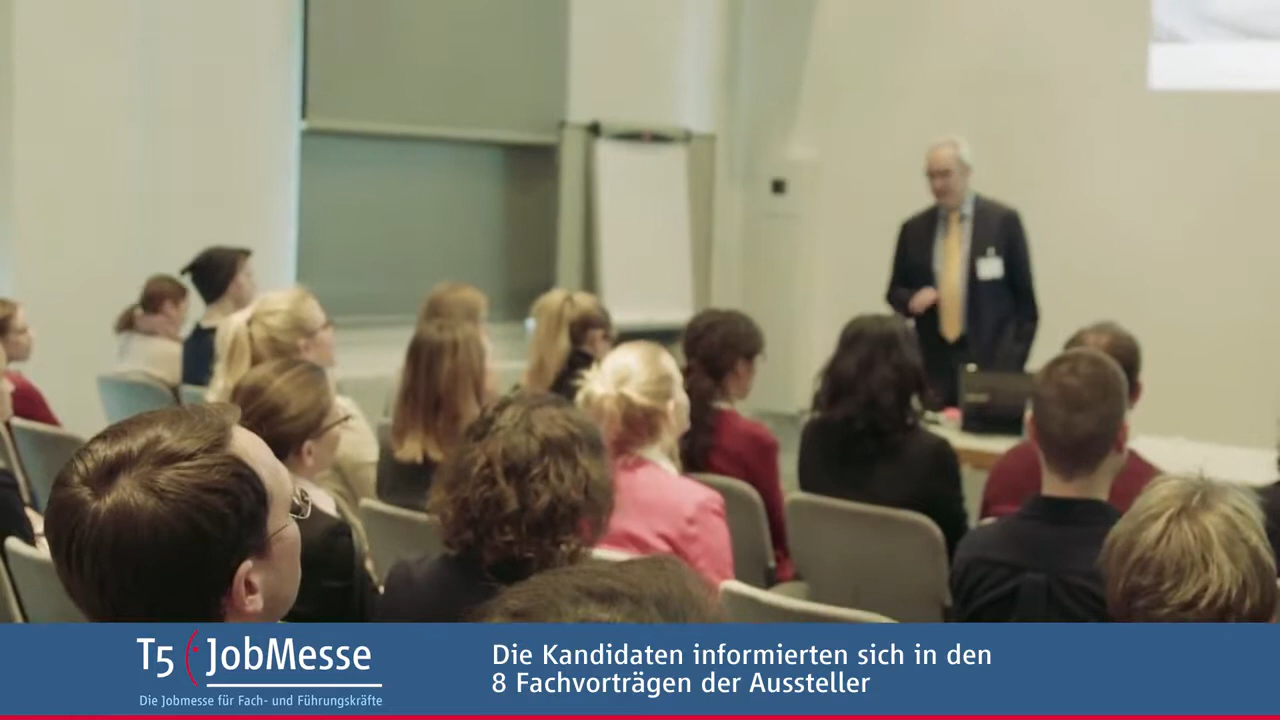 T5 JobMesse
Die Jobmesse für Fach- und Führungskräfte
Die Kandidaten informierten sich in den
8 Fachvorträgen der Aussteller